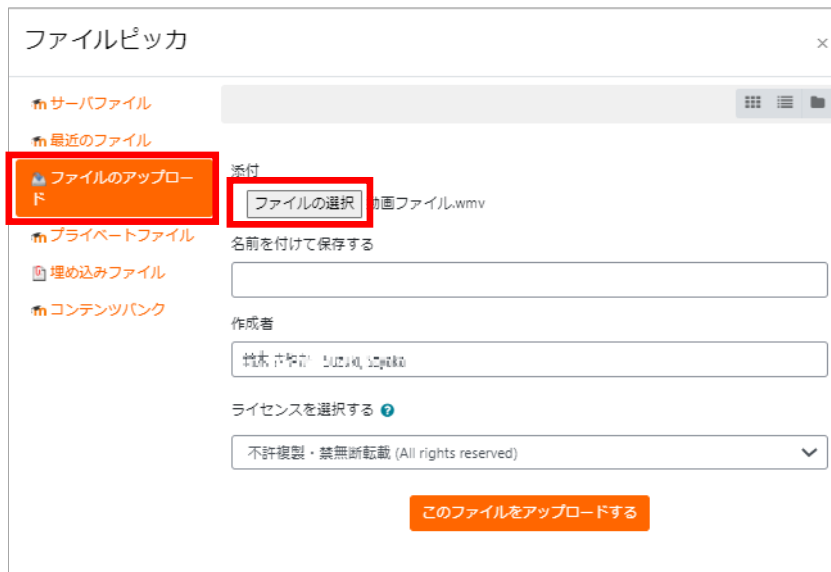 ファイルピッカ
×
サーバファイル
最近のファイル
ファイルのアップロー
ド
プライベートファイル
埋め込みファイル
コンテンツバンク
添付
ファイルの選択 動画ファイル.wmv
名前を付けて保存する
作成者
ライセンスを選択する
不許複製・禁無断転載 (All rights reserved)
このファイルをアップロードする